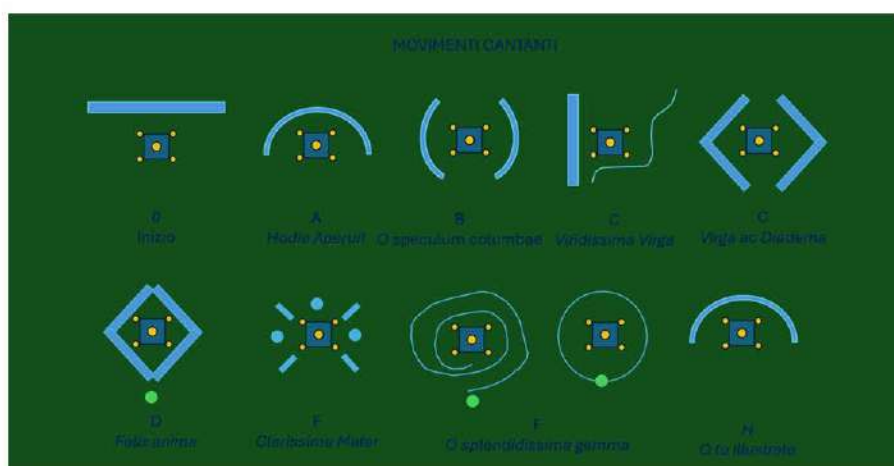 MOVIMENTI CANTANTI
0
Inizio
A
Hodie Aperuit
B
O speculum columbae
C
Viridissima Virga
C
Virga ac Diadema
D
Felix anima
E
Clarissima Mater
F
O splendidissima gemma
H
O tu illustrata